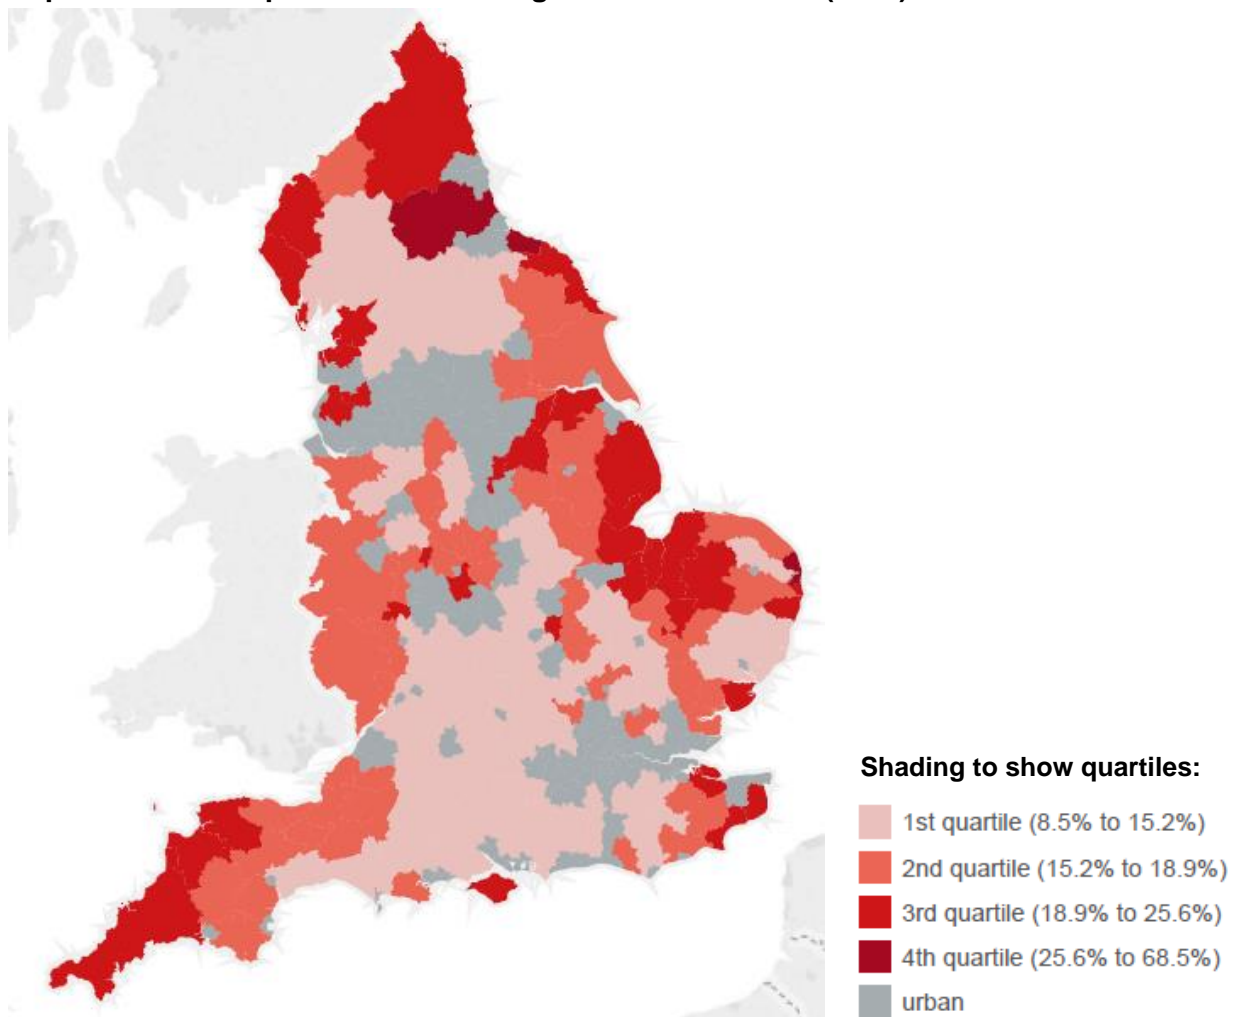 Shading to show quartiles:
1st quartile (8.5% to 15.2%)
2nd quartile (15.2% to 18.9%)
3rd quartile (18.9% to 25.6%)
4th quartile (25.6% to 68.5%)
urban